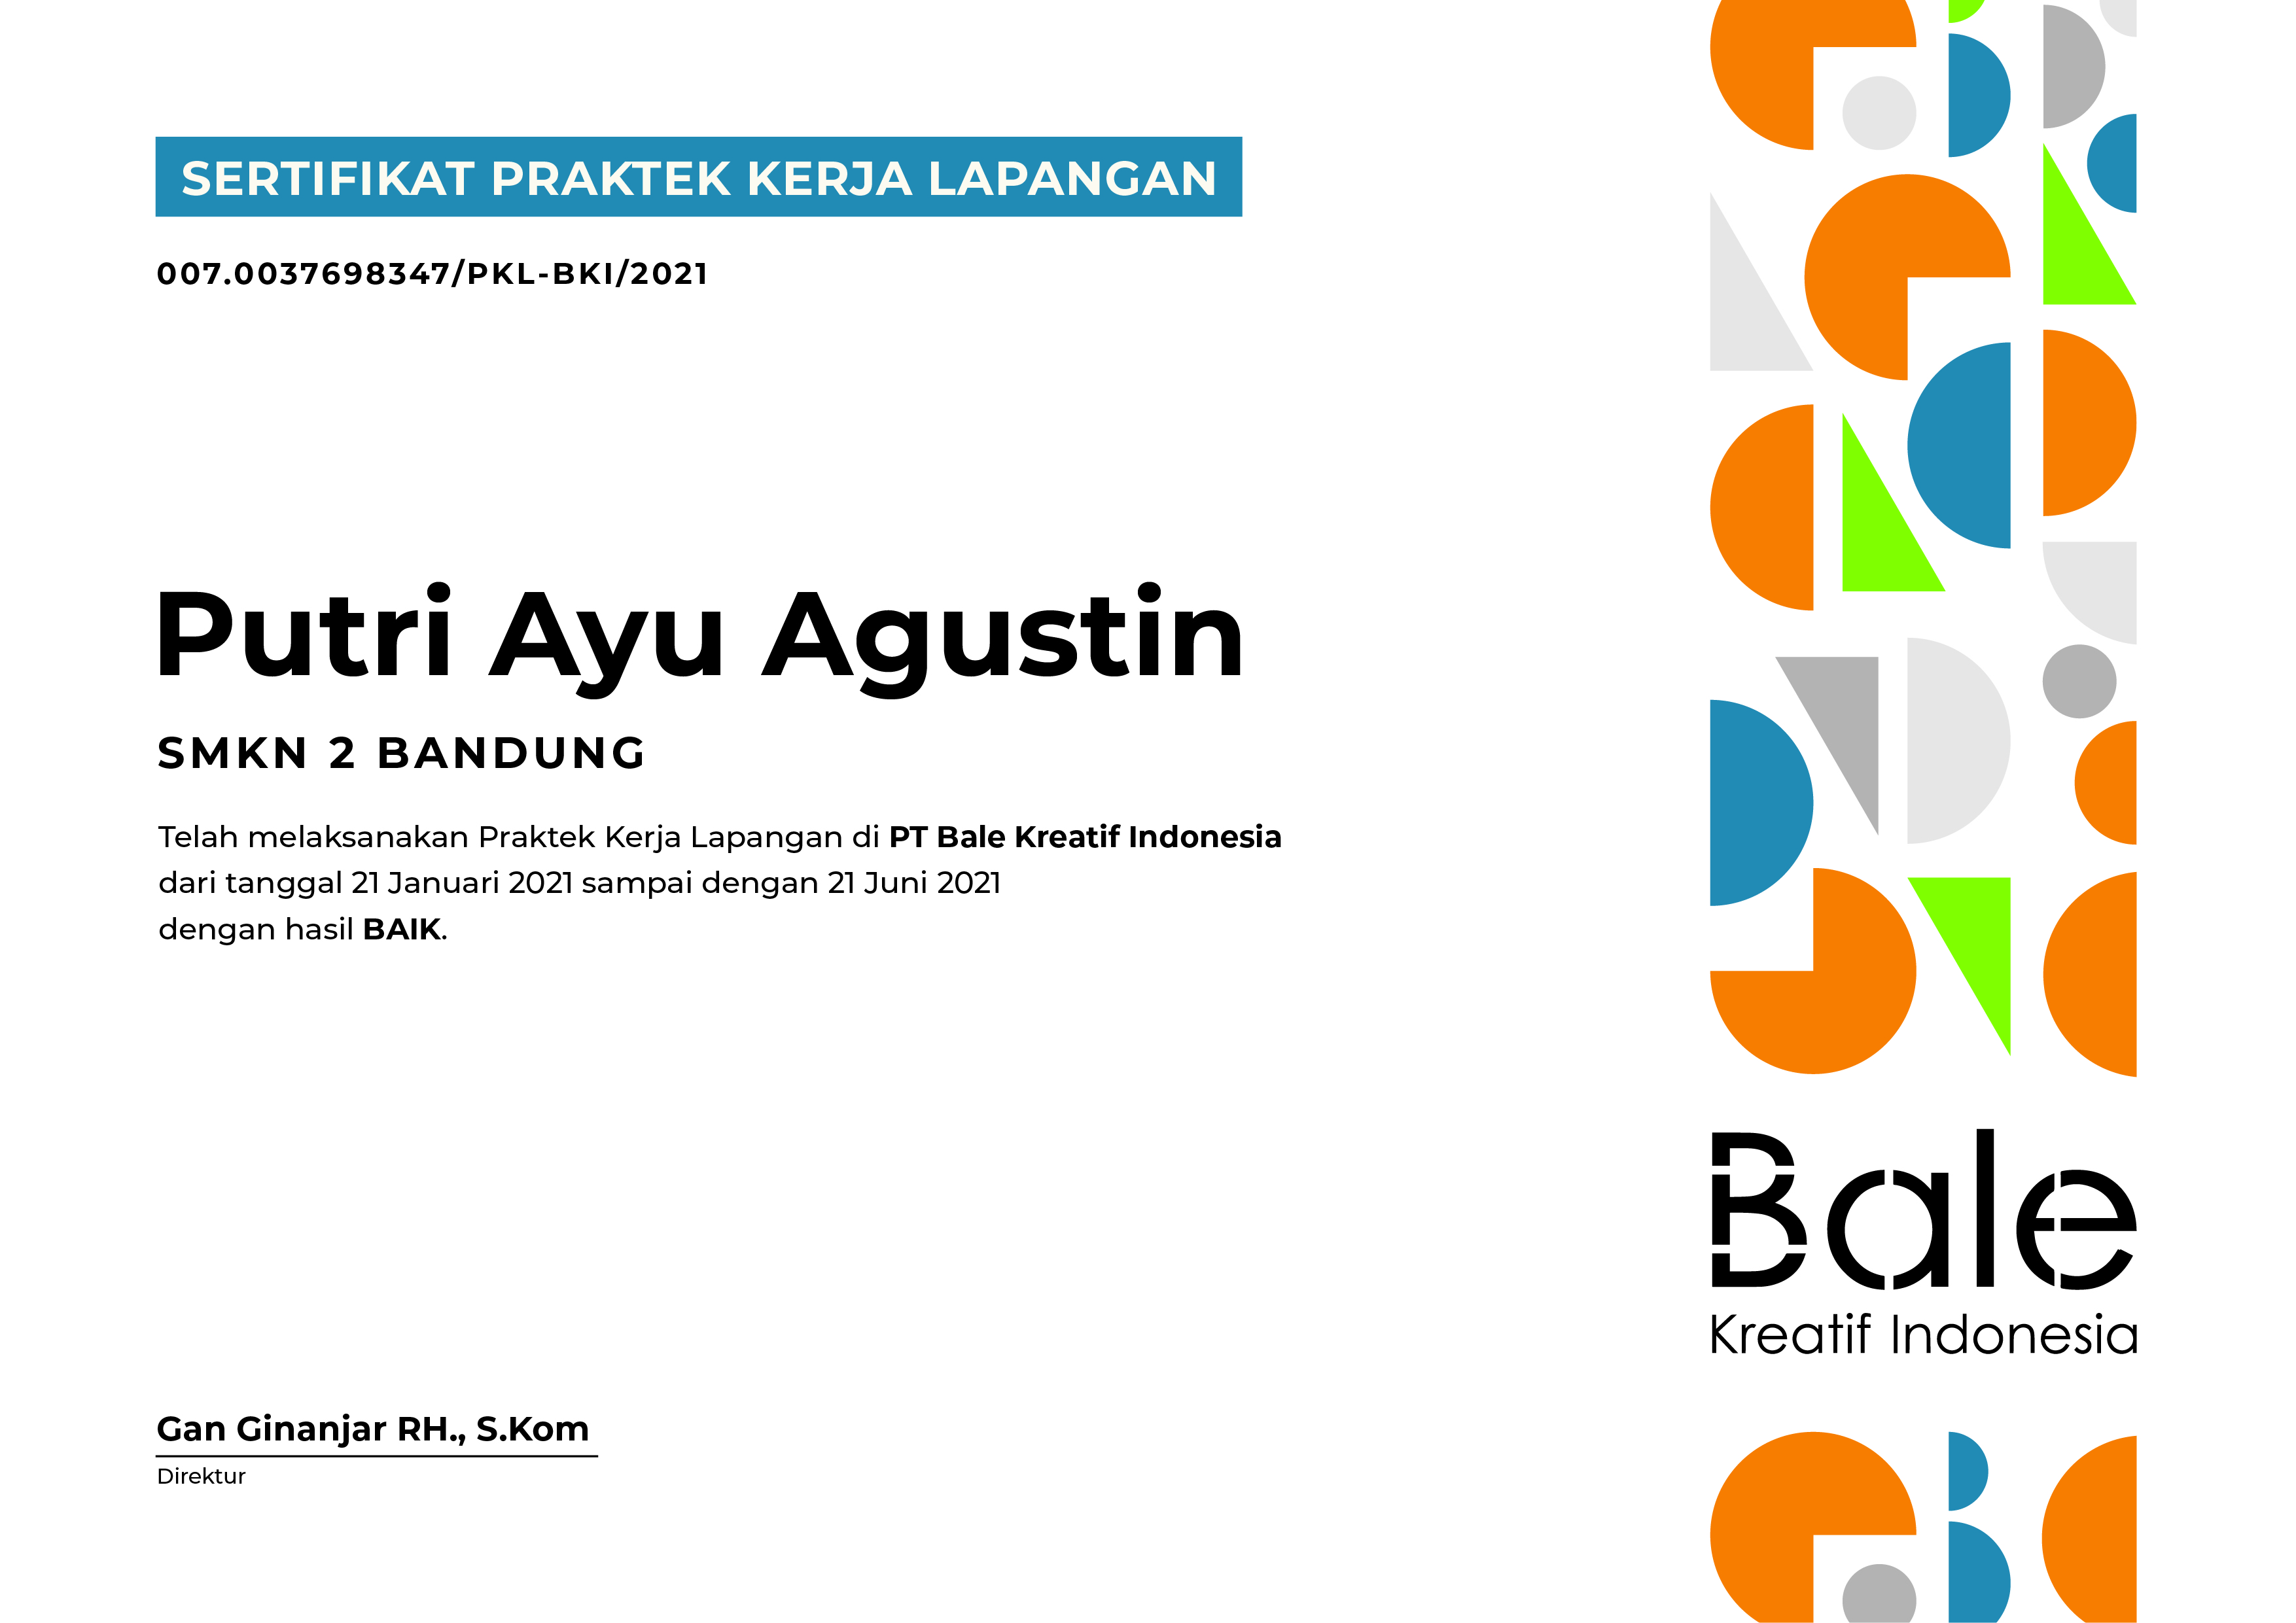 SERTIFIKAT PRAKTEK KERJA LAPANGAN
007.0037698347/PKL-BKI/2021
Putri Ayu Agustin
SMKN 2 BANDUNG
Telah melaksanakan Praktek Kerja Lapangan di PT Bale Kreatif Indonesia
dari tanggal 21 Januari 2021 sampai dengan 21 Juni 2021
dengan hasil BAIK.
Gan Ginanjar RH., S.Kom
Direktur
Bale
Kreatif Indonesia